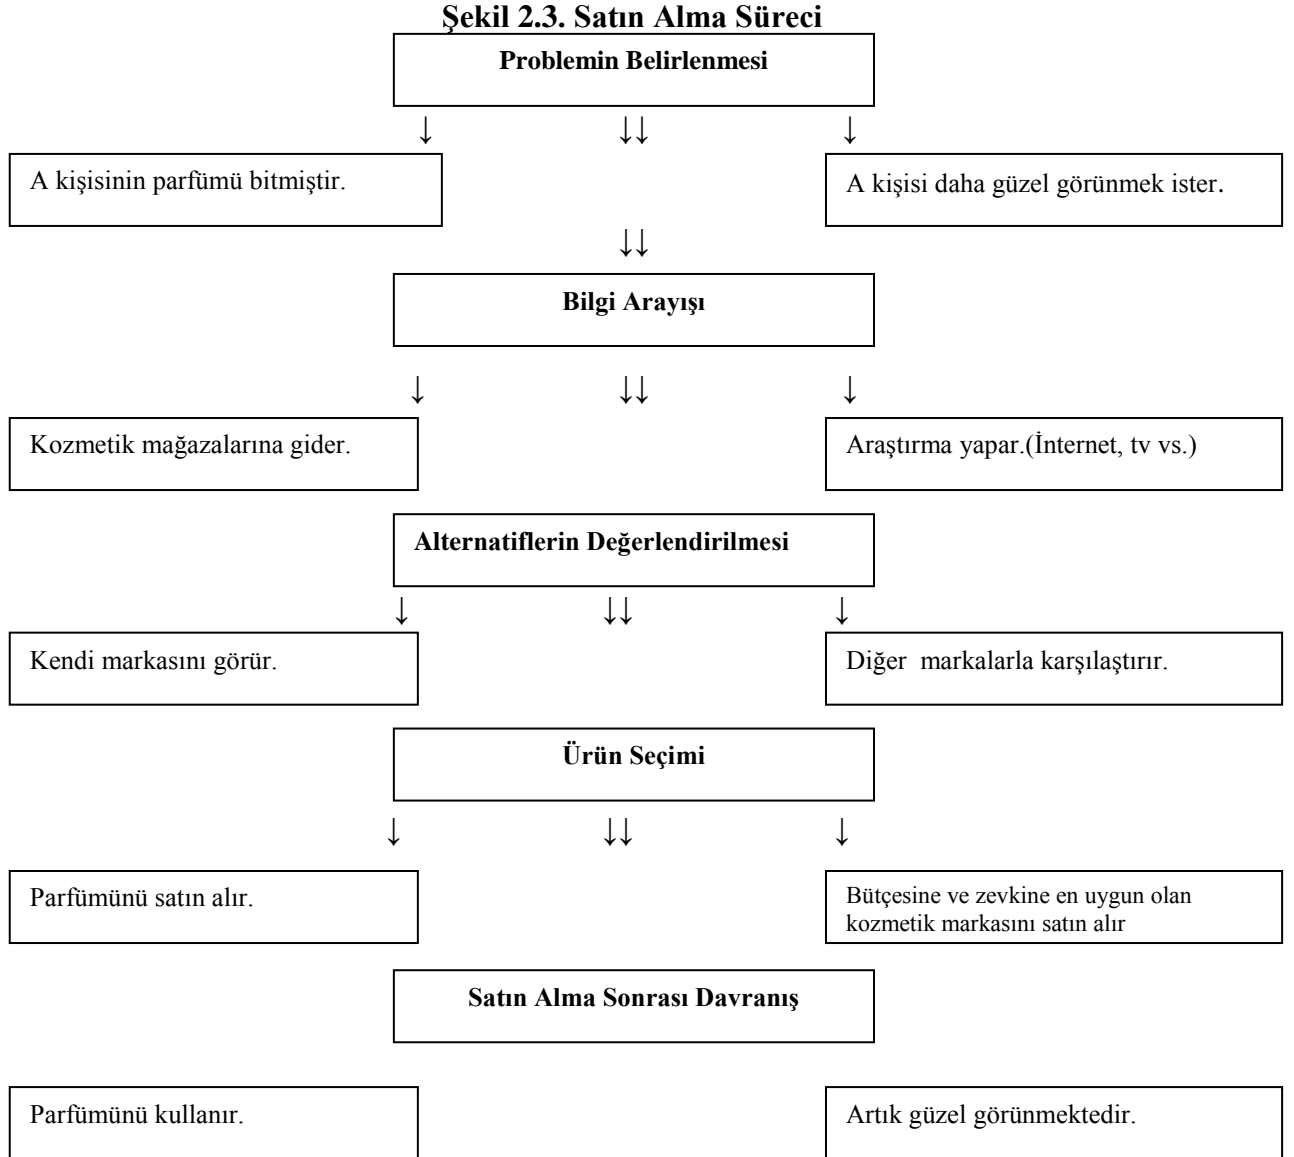 Şekil 2.3. Satın Alma Süreci
Problemin Belirlenmesi
↓ ↓↓ ↓
A kişisinin parfümü bitmiştir.
A kişisi daha güzel görünmek ister.
↓↓
Bilgi Arayışı
↓ ↓↓ ↓
Kozmetik mağazalarına gider.
Araştırma yapar.(İnternet, tv vs.)
Alternatiflerin Değerlendirilmesi
↓ ↓↓ ↓
Kendi markasını görür.
Diğer  markalarla karşılaştırır.
Ürün Seçimi
↓ ↓↓ ↓
Parfümünü satın alır.
Bütçesine ve zevkine en uygun olan
kozmetik markasını satın alır
Satın Alma Sonrası Davranış
Parfümünü kullanır.
Artık güzel görünmektedir.